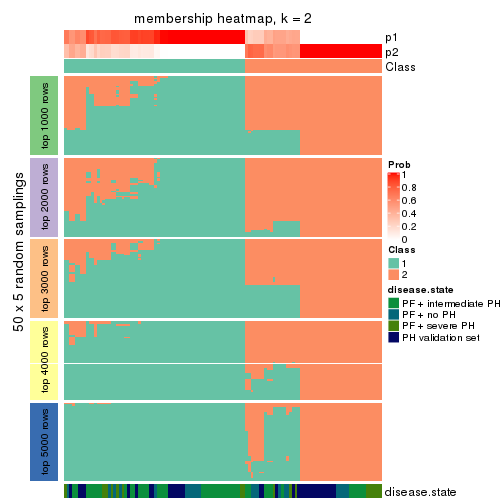 membership heatmap, k = 2
p1
p2
Class
50 x 5 random samplings
top 1000 rows
top 2000 rows
top 3000 rows
top 4000 rows
top 5000 rows
Prob
1
0.8
0.6
0.4
0.2
0
Class
1
2
disease.state
PF + intermediate PH
PF + no PH
PF + severe PH
PH validation set
disease.state